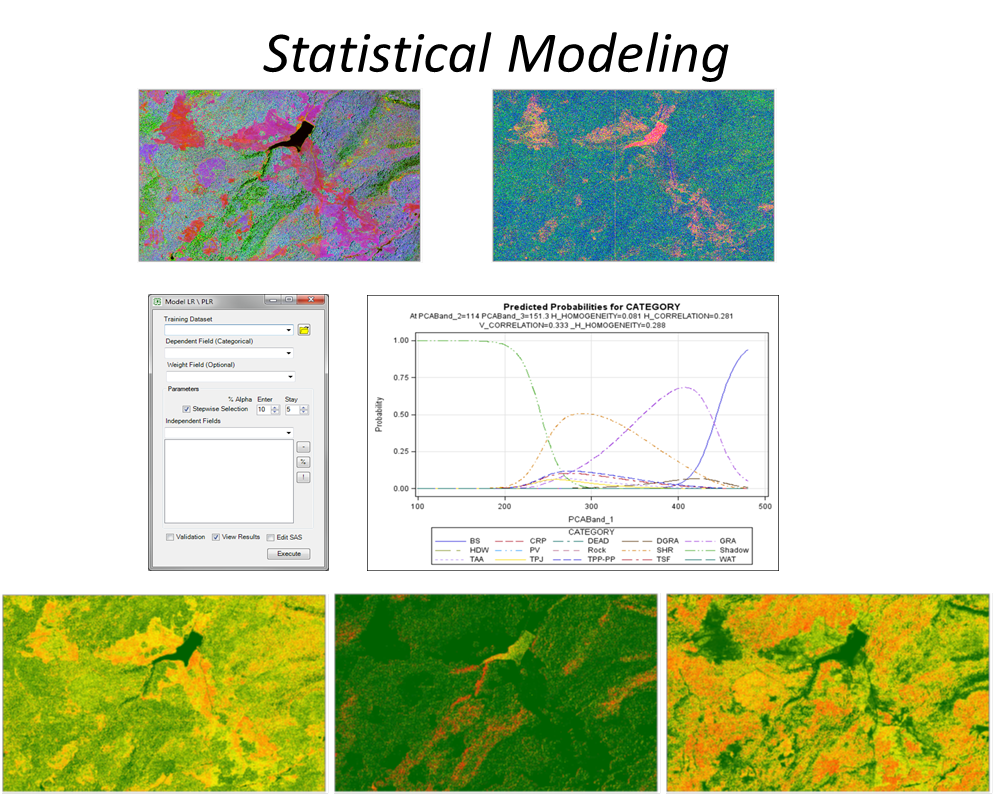 Statistical Modeling
Model LR \ PLR
Training Dataset
Dependent Field (Categorical)
Weight Field (Optional)
Parameters
% Alpha Enter Stay
Stepwise Selection 10 5
Independent Fields
-
%
!
Validation View Results Edit SAS
Execute
Predicted Probabilities for CATEGORY
At PCABand_2=114 PCABand_3=151.3 H_HOMOGENEITY=0.081 H_CORRELATION=0.281
V_CORRELATION=0.333 _H_HOMOGENEITY=0.288
1.00
0.75
0.50
0.25
0.00
Probability
100 200 300 400 500
PCABand_1
CATEGORY
BS CRP DEAD DGRA GRA
HDW PV Rock SHR Shadow
TAA TPJ TPP-PP TSF WAT